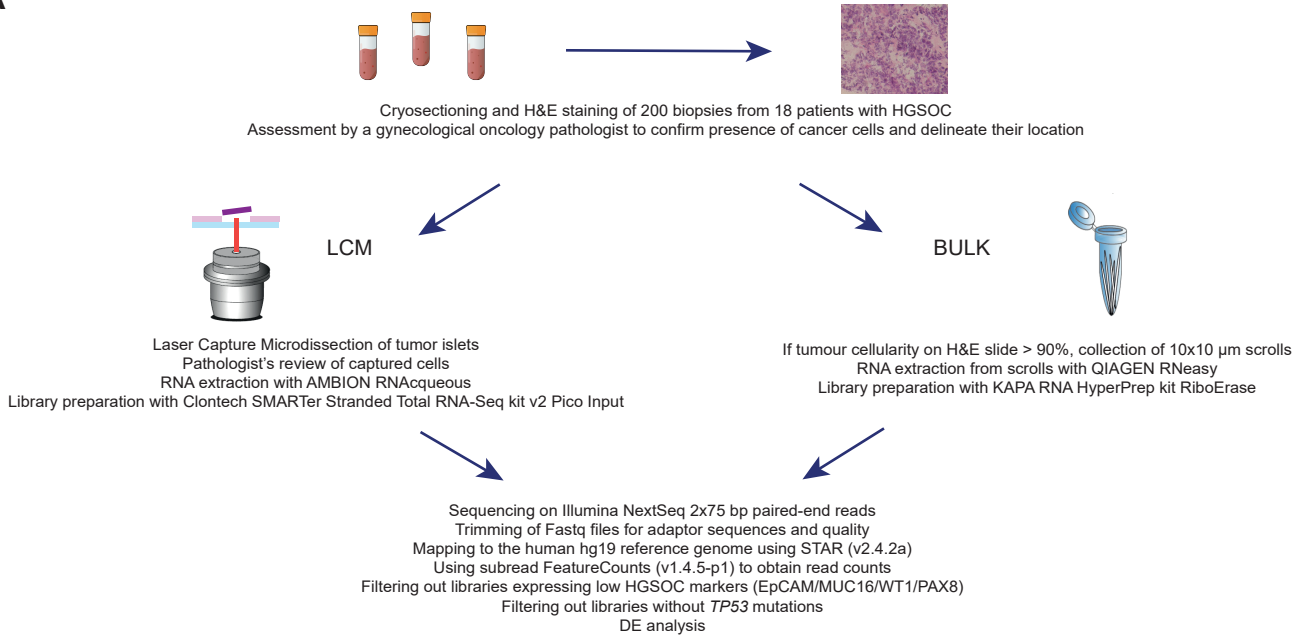 Cryosectioning and H&E staining of 200 biopsies from 18 patients with HGSOC
Assessment by a gynecological oncology pathologist to confirm presence of cancer cells and delineate their location
LCM
Laser Capture Microdissection of tumor islets
Pathologist's review of captured cells
RNA extraction with AMBION RNAcqueous
Library preparation with Clontech SMARTer Stranded Total RNA-Seq kit v2 Pico Input
BULK
If tumour cellularity on H&E slide > 90%, collection of 10x10 µm scrolls
RNA extraction from scrolls with QIAGEN RNeasy
Library preparation with KAPA RNA HyperPrep kit RiboErase
Sequencing on Illumina NextSeq 2x75 bp paired-end reads
Trimming of Fastq files for adaptor sequences and quality
Mapping to the human hg19 reference genome using STAR (v2.4.2a)
Using subread FeatureCounts (v1.4.5-p1) to obtain read counts
Filtering out libraries expressing low HGSOC markers (EpCAM/MUC16/WT1/PAX8)
Filtering out libraries without TP53 mutations
DE analysis